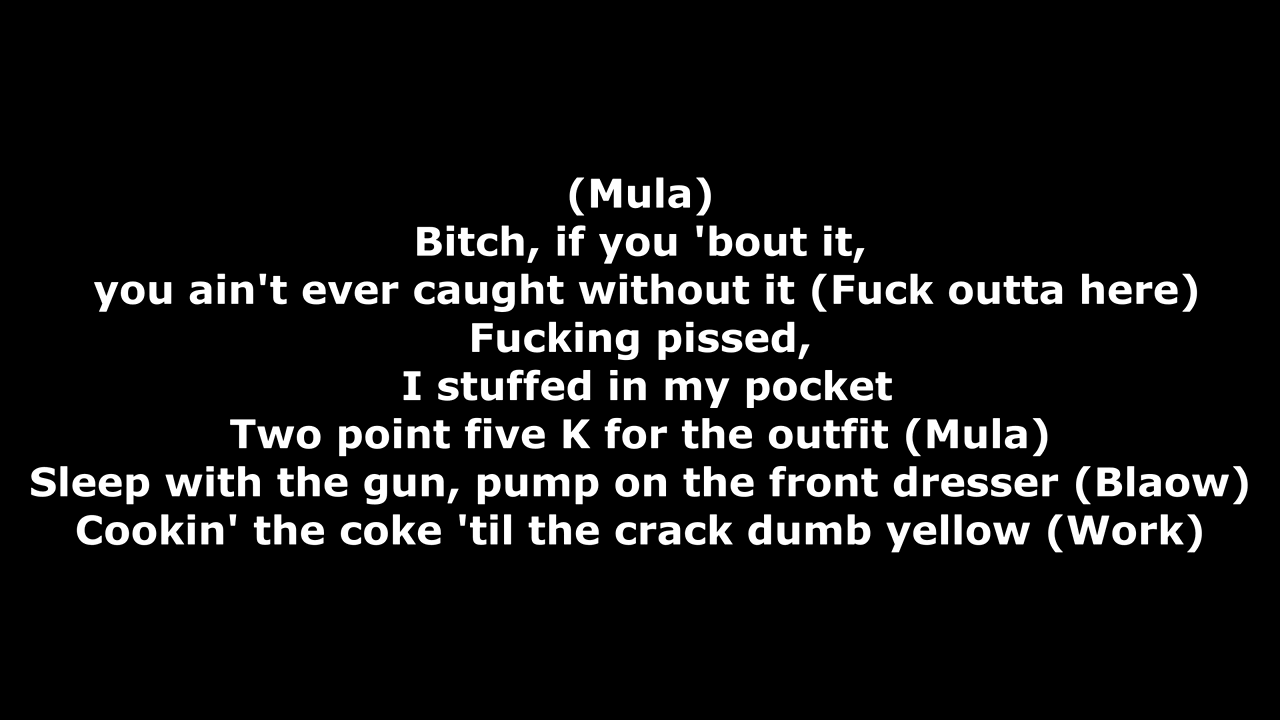 (Mula)
Bitch, if you 'bout it,
you ain't ever caught without it (Fuck outta here)
Fucking pissed,
I stuffed in my pocket
Two point five K for the outfit (Mula)
Sleep with the gun, pump on the front dresser (Blaow)
Cookin' the coke 'til the crack dumb yellow (Work)